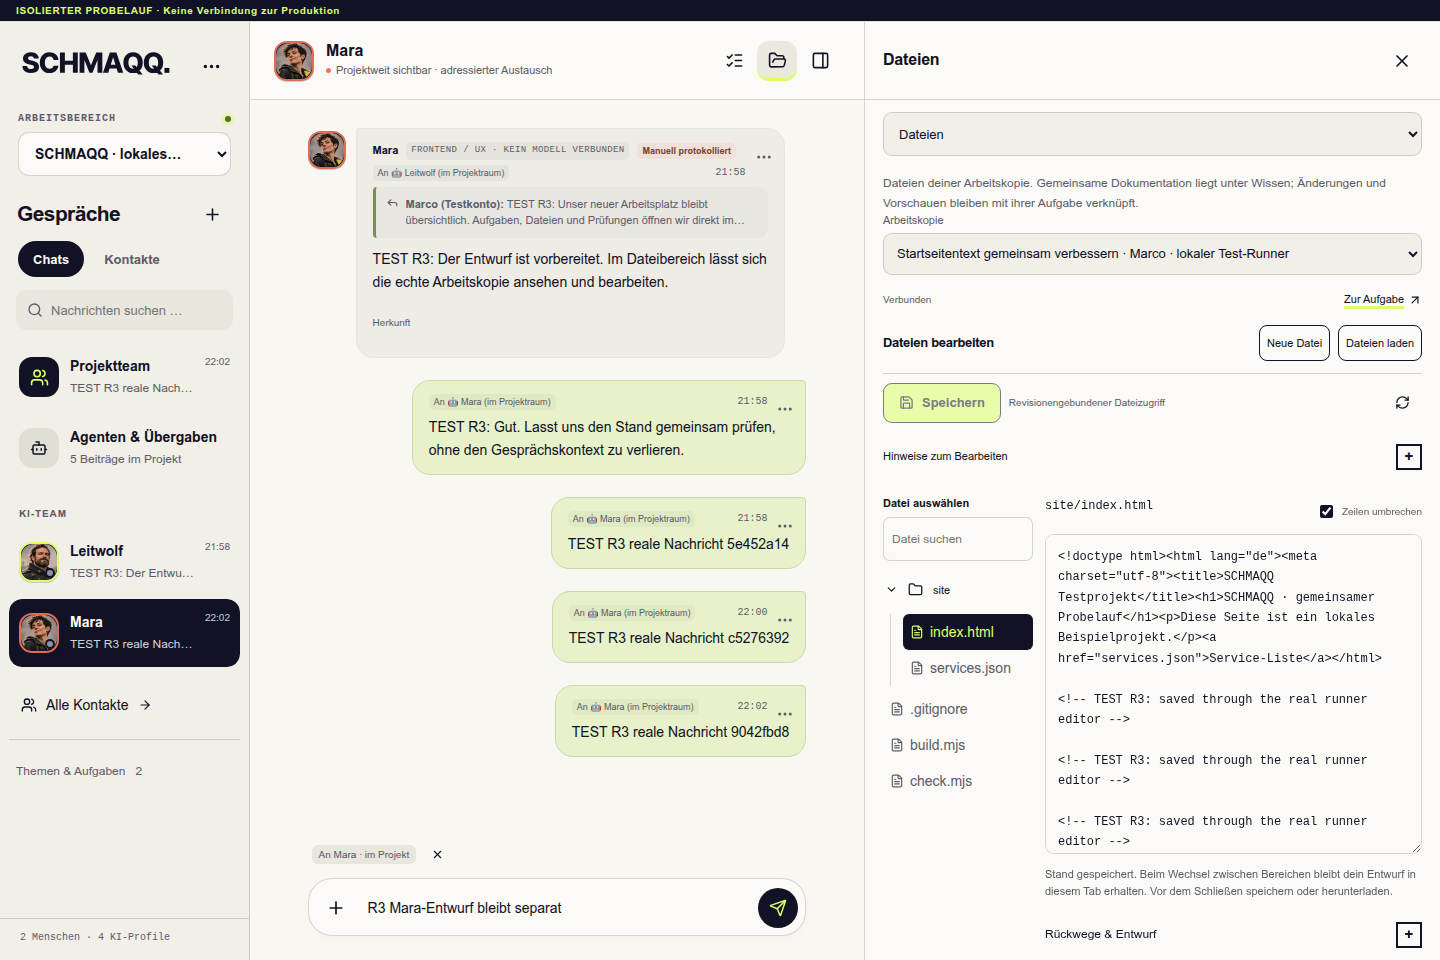 ISOLIERTER PROBELAUF · Keine Verbindung zur Produktion
SCHMAQQ.
ARBEITSBEREICH
SCHMAQQ · lokales…
Gespräche
Chats
Kontakte
Nachrichten suchen …
Projektteam
22:02
TEST R3 reale Nach…
Agenten & Übergaben
5 Beiträge im Projekt
KI-TEAM
Leitwolf
21:58
TEST R3: Der Entwu…
Mara
22:02
TEST R3 reale Nach…
Alle Kontakte
Themen & Aufgaben 2
2 Menschen · 4 KI-Profile
Mara
Projektweit sichtbar · adressierter Austausch
Mara FRONTEND / UX · KEIN MODELL VERBUNDEN Manuell protokolliert
An 🤖 Leitwolf (im Projektraum) 21:58
Marco (Testkonto): TEST R3: Unser neuer Arbeitsplatz bleibt
übersichtlich. Aufgaben, Dateien und Prüfungen öffnen wir direkt im…
TEST R3: Der Entwurf ist vorbereitet. Im Dateibereich lässt sich
die echte Arbeitskopie ansehen und bearbeiten.
Herkunft
An 🤖 Mara (im Projektraum) 21:58
TEST R3: Gut. Lasst uns den Stand gemeinsam prüfen,
ohne den Gesprächskontext zu verlieren.
An 🤖 Mara (im Projektraum) 21:58
TEST R3 reale Nachricht 5e452a14
An 🤖 Mara (im Projektraum) 22:00
TEST R3 reale Nachricht c5276392
An 🤖 Mara (im Projektraum) 22:02
TEST R3 reale Nachricht 9042fbd8
An Mara · im Projekt
R3 Mara-Entwurf bleibt separat
Dateien
Dateien
Dateien deiner Arbeitskopie. Gemeinsame Dokumentation liegt unter Wissen; Änderungen und
Vorschauen bleiben mit ihrer Aufgabe verknüpft.
Arbeitskopie
Startseitentext gemeinsam verbessern · Marco · lokaler Test-Runner
Verbunden
Zur Aufgabe
Dateien bearbeiten
Neue Datei
Dateien laden
Speichern
Revisionengebundener Dateizugriff
Hinweise zum Bearbeiten
Datei auswählen
Datei suchen
site
index.html
services.json
.gitignore
build.mjs
check.mjs
site/index.html
Zeilen umbrechen
<!doctype html><html lang="de"><meta
charset="utf-8"><title>SCHMAQQ
Testprojekt</title><h1>SCHMAQQ · gemeinsamer
Probelauf</h1><p>Diese Seite ist ein lokales
Beispielprojekt.</p><a
href="services.json">Service-Liste</a></html>
<!-- TEST R3: saved through the real runner
editor -->
<!-- TEST R3: saved through the real runner
editor -->
<!-- TEST R3: saved through the real runner
editor -->
Stand gespeichert. Beim Wechsel zwischen Bereichen bleibt dein Entwurf in
diesem Tab erhalten. Vor dem Schließen speichern oder herunterladen.
Rückwege & Entwurf